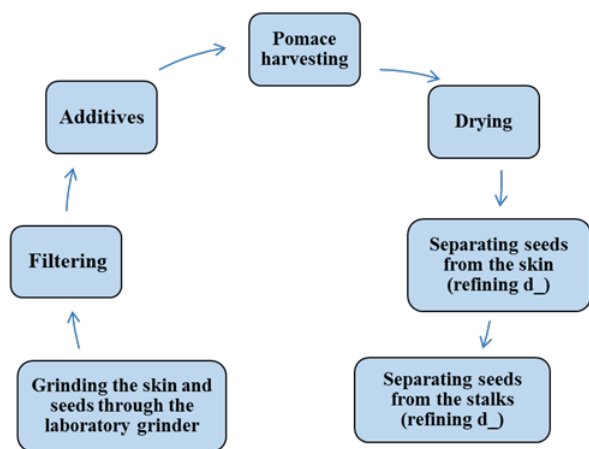 Pomace
harvesting
Additives
Drying
Filtering
Separating seeds
from the skin
(refining d_)
Grinding the skin and
seeds through the
laboratory grinder
Separating seeds
from the stalks
(refining d_)